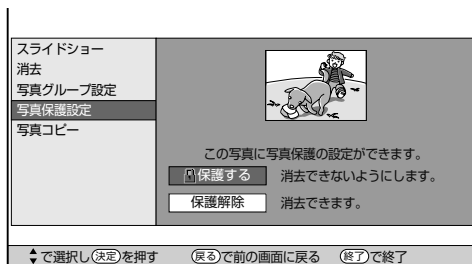 スライドショー
消去
写真グループ設定
写真保護設定
写真コピー
この写真に写真保護の設定ができます。
保護する 消去できないようにします。
保護解除 消去できます。
で選択し決定を押す 戻るで前の画面に戻る 終了で終了